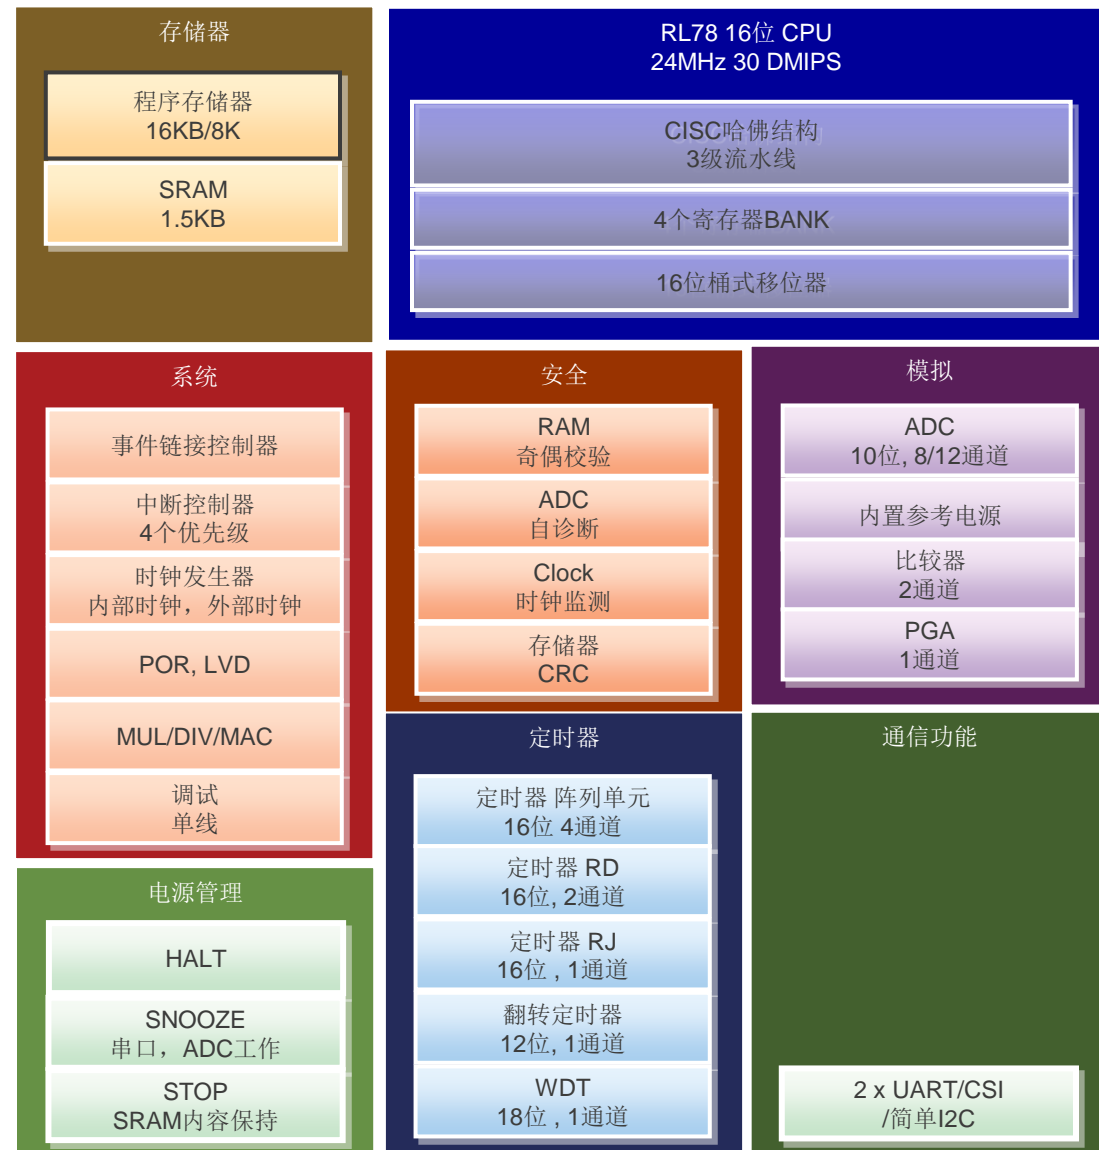 存储器
程序存储器
16KB/8K
SRAM
1.5KB
RL78 16位 CPU
24MHz 30 DMIPS
CISC哈佛结构
3级流水线
4个寄存器BANK
16位桶式移位器
系统
事件链接控制器
中断控制器
4个优先级
时钟发生器
内部时钟，外部时钟
POR, LVD
MUL/DIV/MAC
调试
单线
安全
RAM
奇偶校验
ADC
自诊断
Clock
时钟监测
存储器
CRC
模拟
ADC
10位, 8/12通道
内置参考电源
比较器
2通道
PGA
1通道
电源管理
HALT
SNOOZE
串口，ADC工作
STOP
SRAM内容保持
定时器
定时器 阵列单元
16位 4通道
定时器 RD
16位, 2通道
定时器 RJ
16位 , 1通道
翻转定时器
12位, 1通道
WDT
18位 , 1通道
通信功能
2 x UART/CSI
/简单I2C